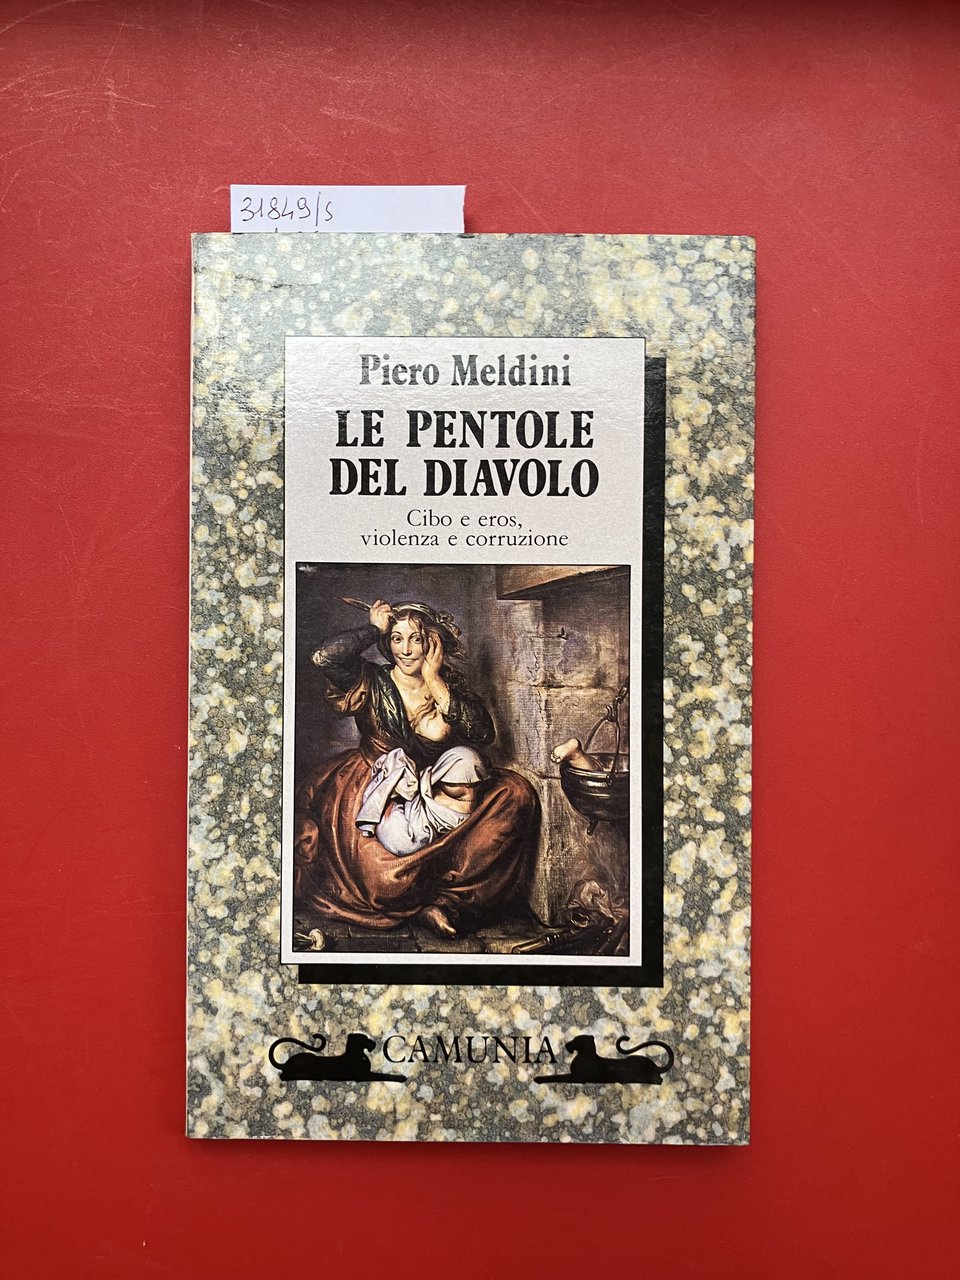 31849/s
Piero Meldini
LE PENTOLE
DEL DIAVOLO
Cibo e eros,
violenza e corruzione
CAMUNIA